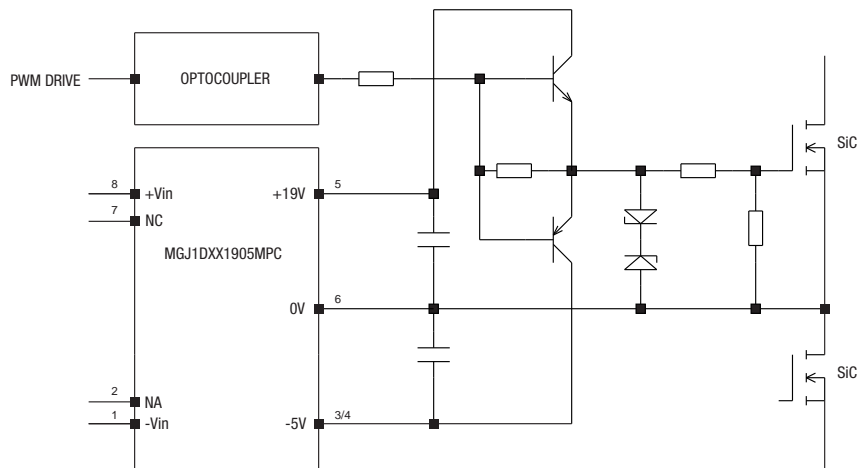 PWM DRIVE
OPTOCOUPLER
SiC
8
+Vin
+19V
5
7
NC
MGJ1DXX1905MPC
0V
6
SiC
2
NA
1
-Vin
-5V
3/4